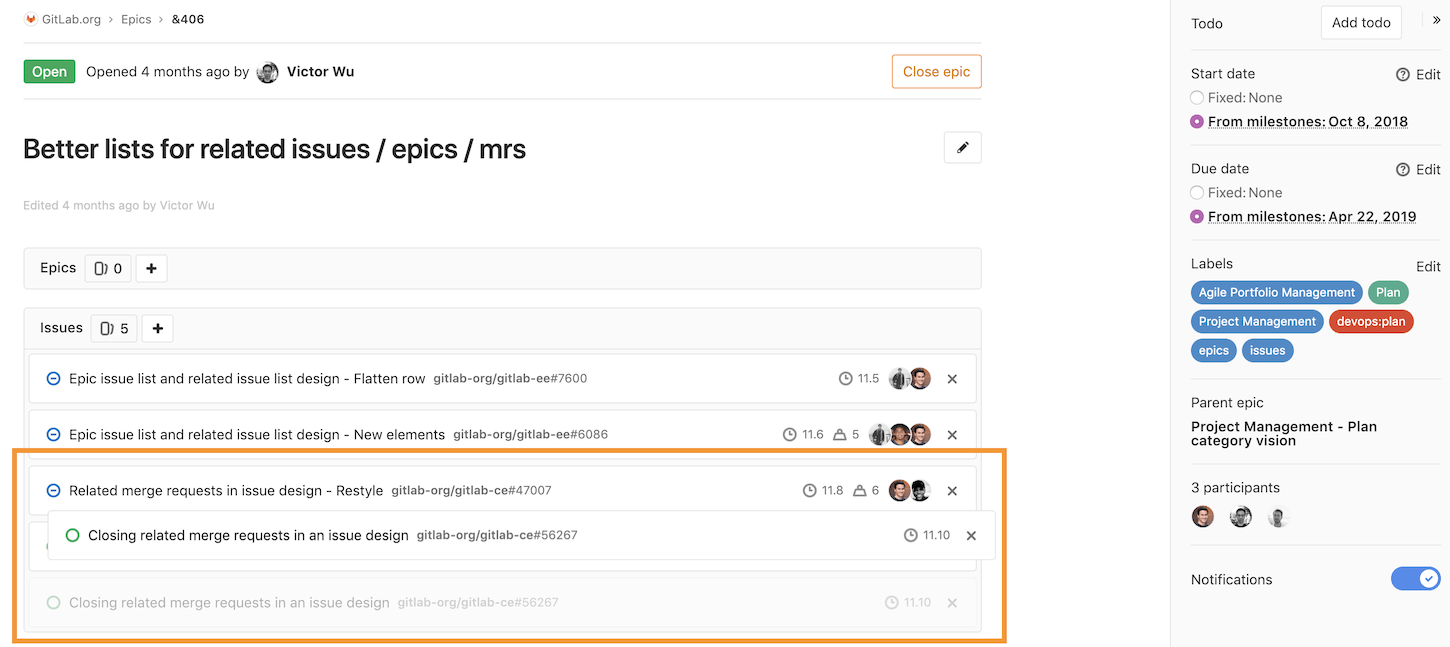 GitLab.org › Epics › &406
Open Opened 4 months ago by Victor Wu Close epic
Better lists for related issues / epics / mrs
Edited 4 months ago by Victor Wu
Epics 0 +
Issues 5 +
Epic issue list and related issue list design - Flatten row gitlab-org/gitlab-ee#7600 11.5 ×
Epic issue list and related issue list design - New elements gitlab-org/gitlab-ee#6086 11.6 5 ×
Related merge requests in issue design - Restyle gitlab-org/gitlab-ce#47007 11.8 6 ×
Closing related merge requests in an issue design gitlab-org/gitlab-ce#56267 11.10 ×
Closing related merge requests in an issue design gitlab-org/gitlab-ce#56267 11.10 ×
Todo Add todo »
Start date Edit
Fixed: None
From milestones: Oct 8, 2018
Due date Edit
Fixed: None
From milestones: Apr 22, 2019
Labels Edit
Agile Portfolio Management Plan
Project Management devops:plan
epics issues
Parent epic
Project Management - Plan
category vision
3 participants
Notifications